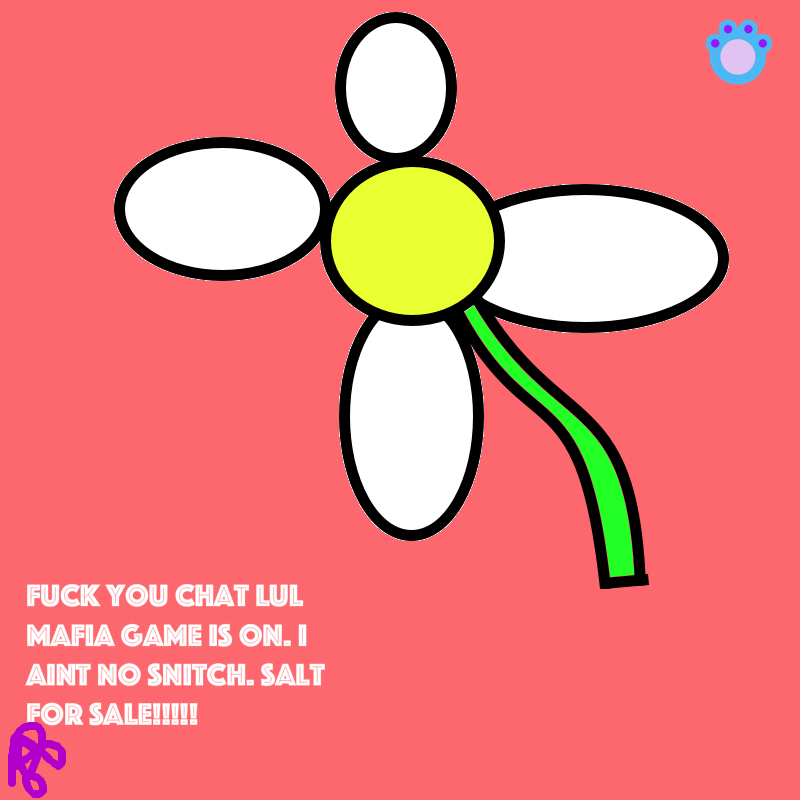 FUCK YOU CHAT LUL
MAFIA GAME IS ON. I
AINT NO SNITCH. SALT
FOR SALE!!!!!